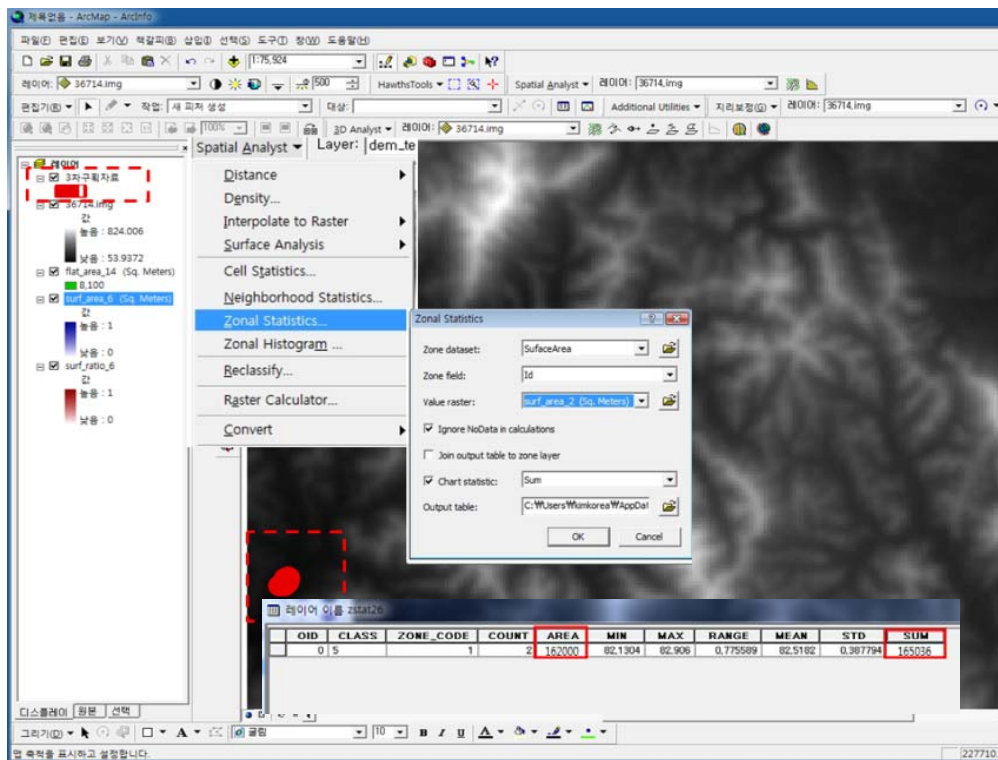 제목없음 - ArcMap - ArcInfo
파일(F) 편집(E) 보기(V) 책갈피(B) 삽입(I) 선택(S) 도구(T) 창(W) 도움말(H)
1:75,924
레이어: 36714.img 500 HawthsTools Spatial Analyst 레이어: 36714.img
편집기(R) 작업: 새 피처 생성 대상: Additional Utilities 지리보정(G) 레이어: 36714.img
100% 3D Analyst 레이어: 36714.img
Spatial Analyst Layer: dem_te
레이어
3차구획자료
36714.img
값
높음 : 824.006
낮음 : 53.9372
flat_area_14 (Sq. Meters)
8,100
surf_area_6 (Sq. Meters)
값
높음 : 1
낮음 : 0
surf_ratio_6
값
높음 : 1
낮음 : 0
Distance
Density...
Interpolate to Raster
Surface Analysis
Cell Statistics...
Neighborhood Statistics...
Zonal Statistics...
Zonal Histogram ...
Reclassify...
Raster Calculator...
Convert
Zonal Statistics
Zone dataset: SufaceArea
Zone field: Id
Value raster: surf_area_2 (Sq. Meters)
Ignore NoData in calculations
Join output table to zone layer
Chart statistic: Sum
Output table: C:\Users\kimkorea\AppDat
OK Cancel
레이어 이름 zstat26
OID CLASS ZONE_CODE COUNT AREA MIN MAX RANGE MEAN STD SUM
0 5 1 2 162000 82,1304 82,906 0,775589 82,5182 0,387794 165036
디스플레이 원본 선택
그리기(D) A 굴림 10 B I U A
맵 축척을 표시하고 설정합니다.
227710.